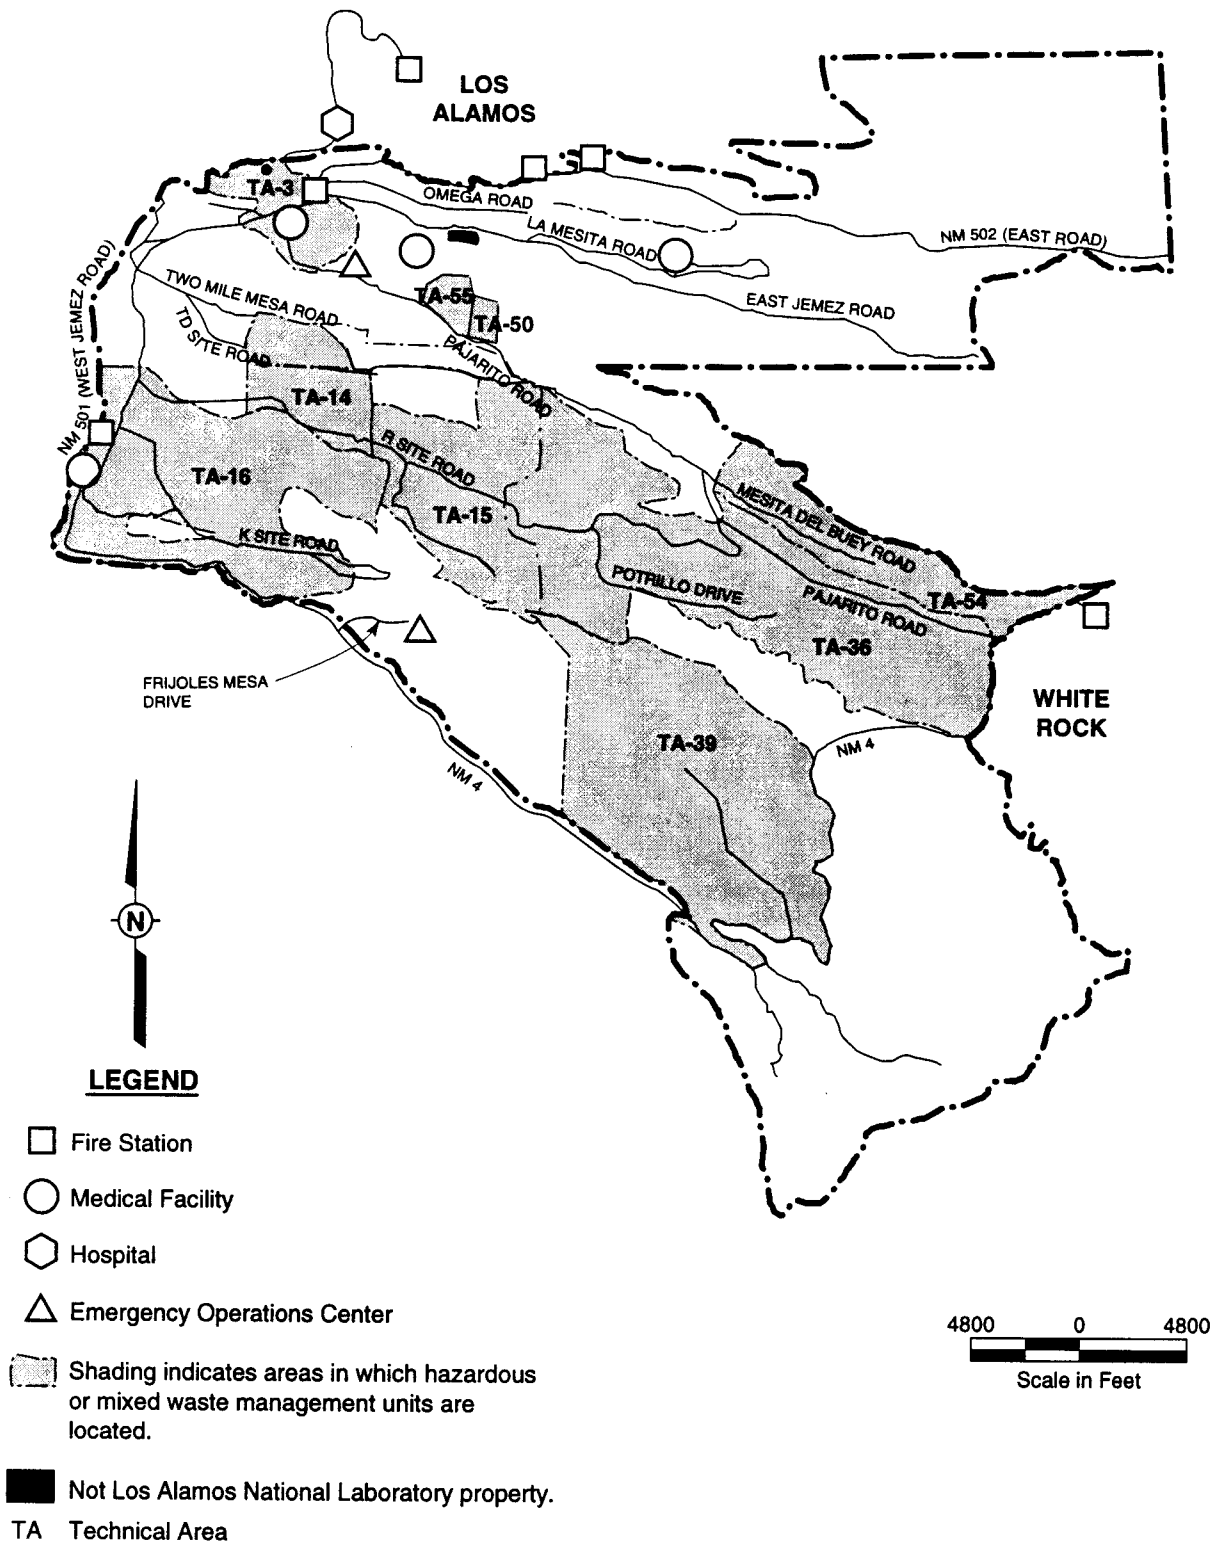 LOS
ALAMOS
TA-3
OMEGA ROAD
LA MESITA ROAD
NM 502 (EAST ROAD)
NM 501 (WEST JEMEZ ROAD)
TWO MILE MESA ROAD
TA-55
TA-50
EAST JEMEZ ROAD
TD SITE ROAD
PAJARITO ROAD
TA-14
R SITE ROAD
TA-16
TA-15
MESITA DEL BUEY ROAD
K SITE ROAD
POTRILLO DRIVE
PAJARITO ROAD
TA-54
TA-36
FRIJOLES MESA
DRIVE
WHITE
ROCK
TA-39
NM 4
NM 4
N
LEGEND
Fire Station
Medical Facility
Hospital
Emergency Operations Center
Shading indicates areas in which hazardous
or mixed waste management units are
located.
Not Los Alamos National Laboratory property.
TA Technical Area
4800 0 4800
Scale in Feet